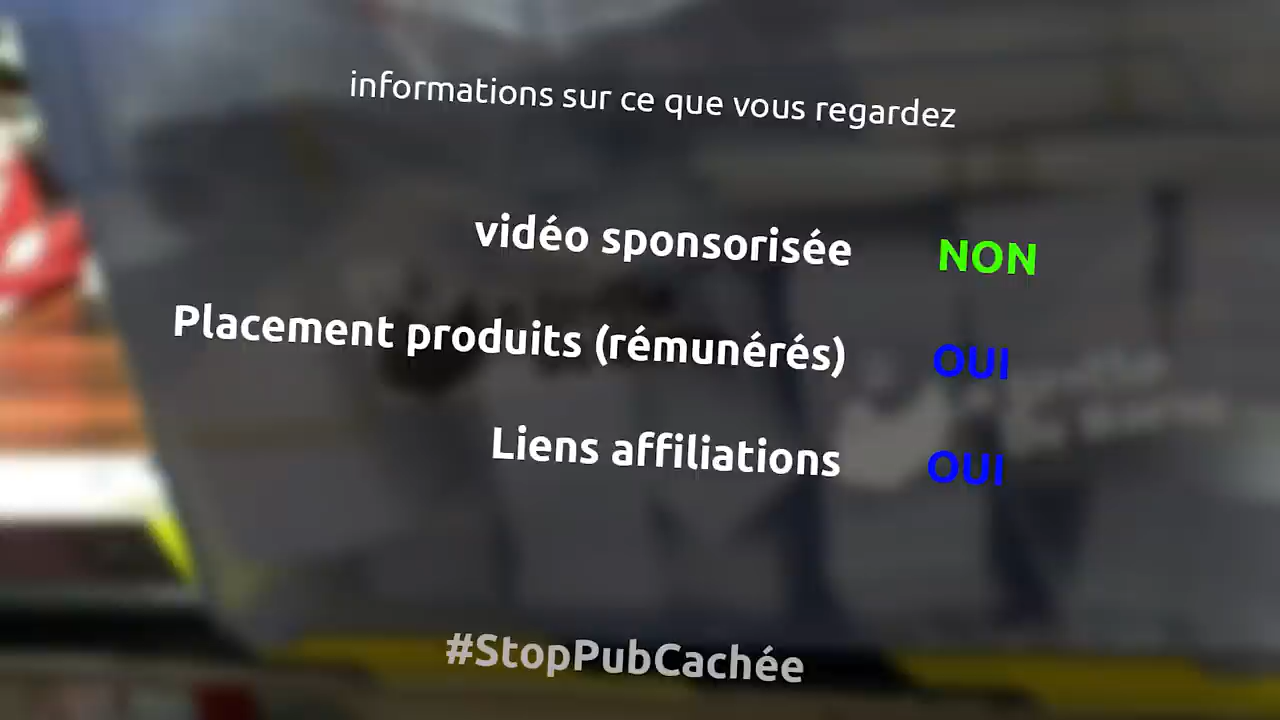 informations sur ce que vous regardez
vidéo sponsorisée NON
Placement produits (rémunérés) OUI
Liens affiliations OUI
#StopPubCachée